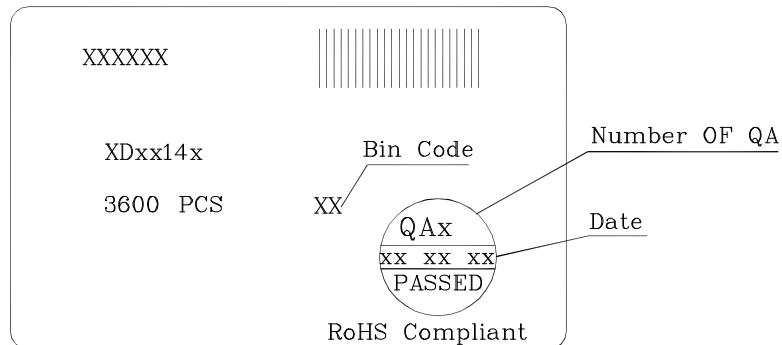 XXXXXX
XDxx14x
Bin Code
Number OF QA
3600 PCS
XX
QAx
Date
xx xx xx
PASSED
RoHS Compliant